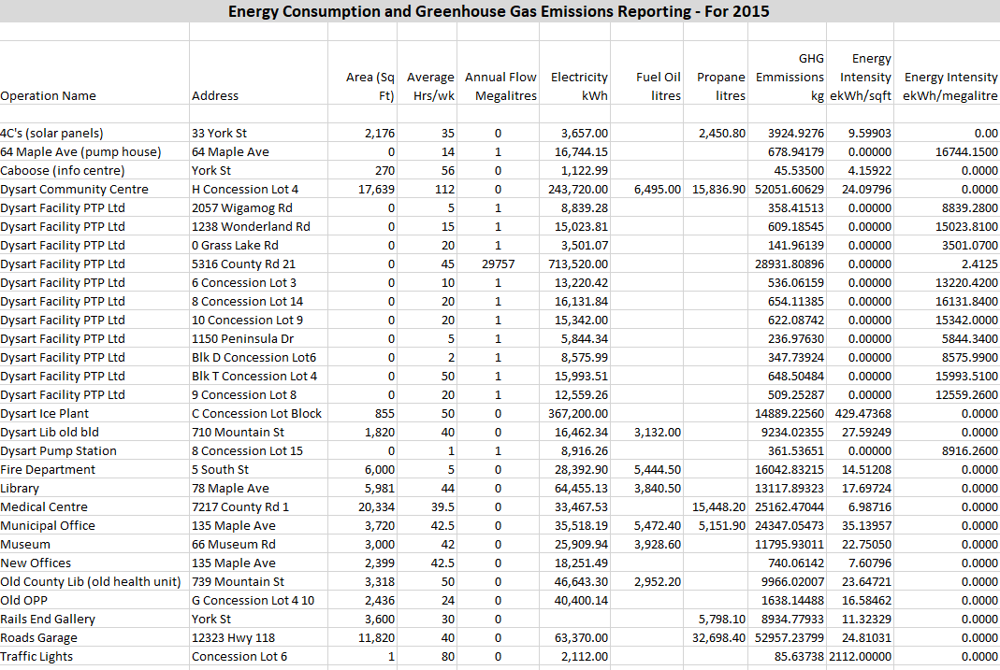 Energy Consumption and Greenhouse Gas Emissions Reporting - For 2015
GHG Energy
Area (Sq Average Annual Flow Electricity Fuel Oil Propane Emmissions Intensity Energy Intensity
Operation Name Address Ft) Hrs/wk Megalitres kWh litres litres kg ekWh/sqft ekWh/megalitre
4C's (solar panels) 33 York St 2,176 35 0 3,657.00 2,450.80 3924.9276 9.59903 0.00
64 Maple Ave (pump house) 64 Maple Ave 0 14 1 16,744.15 678.94179 0.00000 16744.1500
Caboose (info centre) York St 270 56 0 1,122.99 45.53500 4.15922 0.0000
Dysart Community Centre H Concession Lot 4 17,639 112 0 243,720.00 6,495.00 15,836.90 52051.60629 24.09796 0.0000
Dysart Facility PTP Ltd 2057 Wigamog Rd 0 5 1 8,839.28 358.41513 0.00000 8839.2800
Dysart Facility PTP Ltd 1238 Wonderland Rd 0 15 1 15,023.81 609.18545 0.00000 15023.8100
Dysart Facility PTP Ltd 0 Grass Lake Rd 0 20 1 3,501.07 141.96139 0.00000 3501.0700
Dysart Facility PTP Ltd 5316 County Rd 21 0 45 29757 713,520.00 28931.80896 0.00000 2.4125
Dysart Facility PTP Ltd 6 Concession Lot 3 0 10 1 13,220.42 536.06159 0.00000 13220.4200
Dysart Facility PTP Ltd 8 Concession Lot 14 0 20 1 16,131.84 654.11385 0.00000 16131.8400
Dysart Facility PTP Ltd 10 Concession Lot 9 0 20 1 15,342.00 622.08742 0.00000 15342.0000
Dysart Facility PTP Ltd 1150 Peninsula Dr 0 5 1 5,844.34 236.97630 0.00000 5844.3400
Dysart Facility PTP Ltd Blk D Concession Lot6 0 2 1 8,575.99 347.73924 0.00000 8575.9900
Dysart Facility PTP Ltd Blk T Concession Lot 4 0 50 1 15,993.51 648.50484 0.00000 15993.5100
Dysart Facility PTP Ltd 9 Concession Lot 8 0 20 1 12,559.26 509.25287 0.00000 12559.2600
Dysart Ice Plant C Concession Lot Block 855 50 0 367,200.00 14889.22560 429.47368 0.0000
Dysart Lib old bld 710 Mountain St 1,820 40 0 16,462.34 3,132.00 9234.02355 27.59249 0.0000
Dysart Pump Station 8 Concession Lot 15 0 1 1 8,916.26 361.53651 0.00000 8916.2600
Fire Department 5 South St 6,000 5 0 28,392.90 5,444.50 16042.83215 14.51208 0.0000
Library 78 Maple Ave 5,981 44 0 64,455.13 3,840.50 13117.89323 17.69724 0.0000
Medical Centre 7217 County Rd 1 20,334 39.5 0 33,467.53 15,448.20 25162.47044 6.98716 0.0000
Municipal Office 135 Maple Ave 3,720 42.5 0 35,518.19 5,472.40 5,151.90 24347.05473 35.13957 0.0000
Museum 66 Museum Rd 3,000 42 0 25,909.94 3,928.60 11795.93011 22.75050 0.0000
New Offices 135 Maple Ave 2,399 42.5 0 18,251.49 740.06142 7.60796 0.0000
Old County Lib (old health unit) 739 Mountain St 3,318 50 0 46,643.30 2,952.20 9966.02007 23.64721 0.0000
Old OPP G Concession Lot 4 10 2,436 24 0 40,400.14 1638.14488 16.58462 0.0000
Rails End Gallery York St 3,600 30 0 5,798.10 8934.77933 11.32329 0.0000
Roads Garage 12323 Hwy 118 11,820 40 0 63,370.00 32,698.40 52957.23799 24.81031 0.0000
Traffic Lights Concession Lot 6 1 80 0 2,112.00 85.63738 2112.00000 0.0000